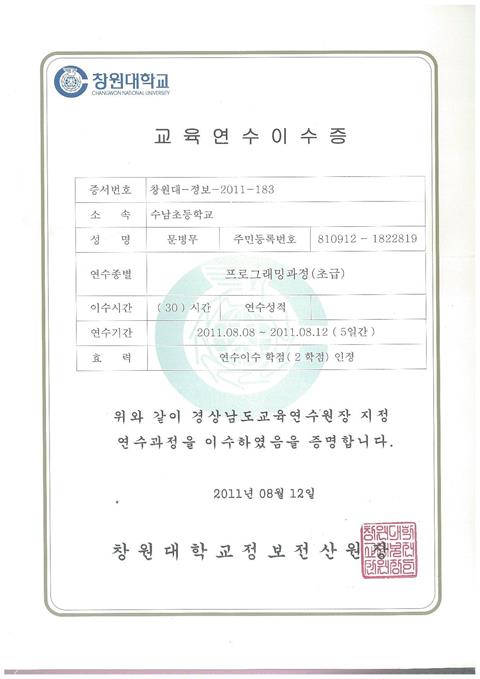 창원대학교
CHANGWON NATIONAL UNIVERSITY
교육연수이수증
증서번호 창원대-정보-2011-183
소 속 수남초등학교
성 명 문병무 주민등록번호 810912 - 1822819
연수종별 프로그래밍과정(초급)
이수시간 ( 30 ) 시간 연수성적
연수기간 2011.08.08 ~ 2011.08.12 ( 5일간 )
효 력 연수이수 학점( 2 학점) 인정
위와 같이 경상남도교육연수원장 지정
연수과정을 이수하였음을 증명합니다.
2011년 08월 12일
창원대학교정보전산원장